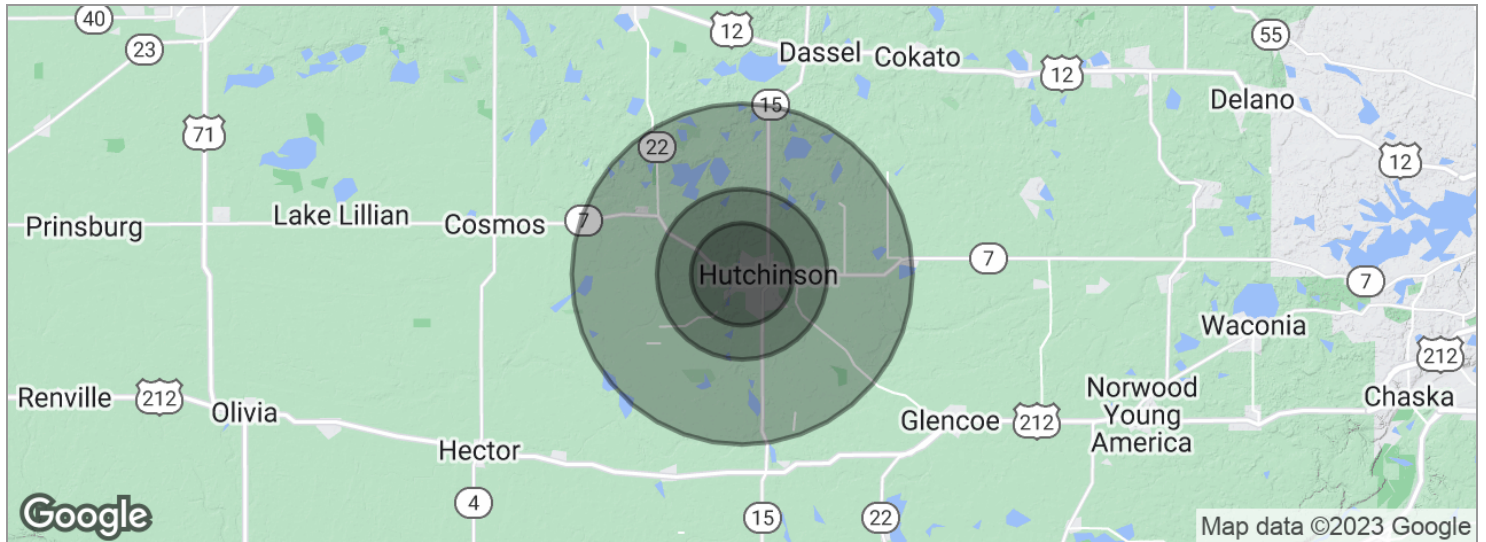 40
12
55
23
Dassel
Cokato
12
Delano
15
71
22
12
Lake Lillian
7
Prinsburg
Cosmos
7
Hutchinson
7
Waconia
212
Renville
212
Olivia
Norwood
Young
America
Chaska
Glencoe
212
Hector
4
15
22
Google
Map data ©2023 Google